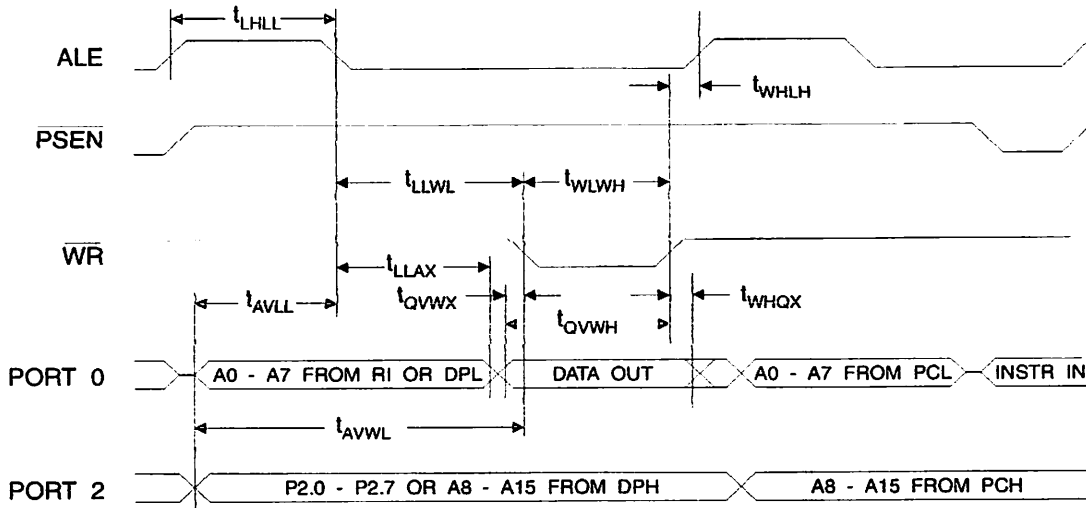 tLHLL
ALE
tWHLH
PSEN
tLLWL
tWLWH
WR
tLLAX
tAVLL
tQVWX
tQVWH
tWHQX
PORT 0
A0 - A7 FROM RI OR DPL
DATA OUT
A0 - A7 FROM PCL
INSTR IN
tAVWL
PORT 2
P2.0 - P2.7 OR A8 - A15 FROM DPH
A8 - A15 FROM PCH